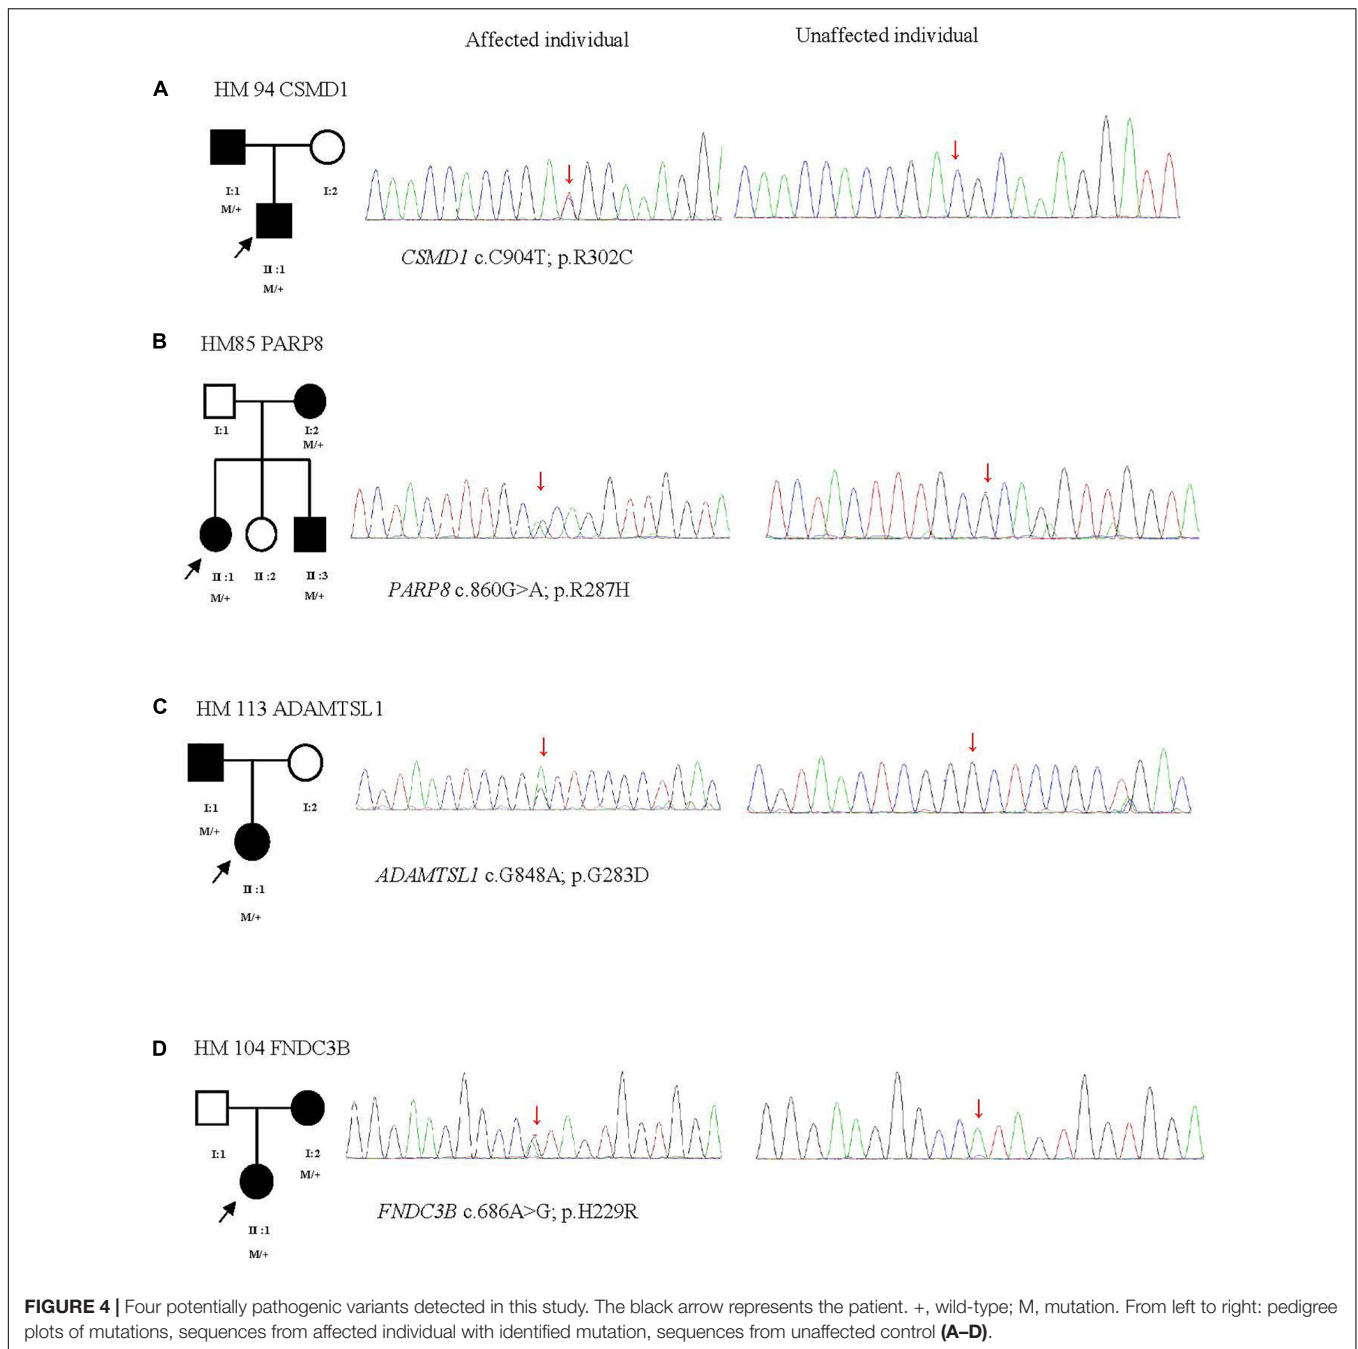 Affected individual
Unaffected individual
A
HM 94 CSMD1
I:1
M/+
I:2
II :1
M/+
CSMD1 c.C904T; p.R302C
B
HM85 PARP8
I:1
I:2
M/+
II :1
M/+
II :2
II :3
M/+
PARP8 c.860G>A; p.R287H
C
HM 113 ADAMTSL1
I:1
M/+
I:2
II :1
M/+
ADAMTSL1 c.G848A; p.G283D
D
HM 104 FNDC3B
I:1
I:2
M/+
II :1
M/+
FNDC3B c.686A>G; p.H229R
FIGURE 4 | Four potentially pathogenic variants detected in this study. The black arrow represents the patient. +, wild-type; M, mutation. From left to right: pedigree
plots of mutations, sequences from affected individual with identified mutation, sequences from unaffected control (A–D).